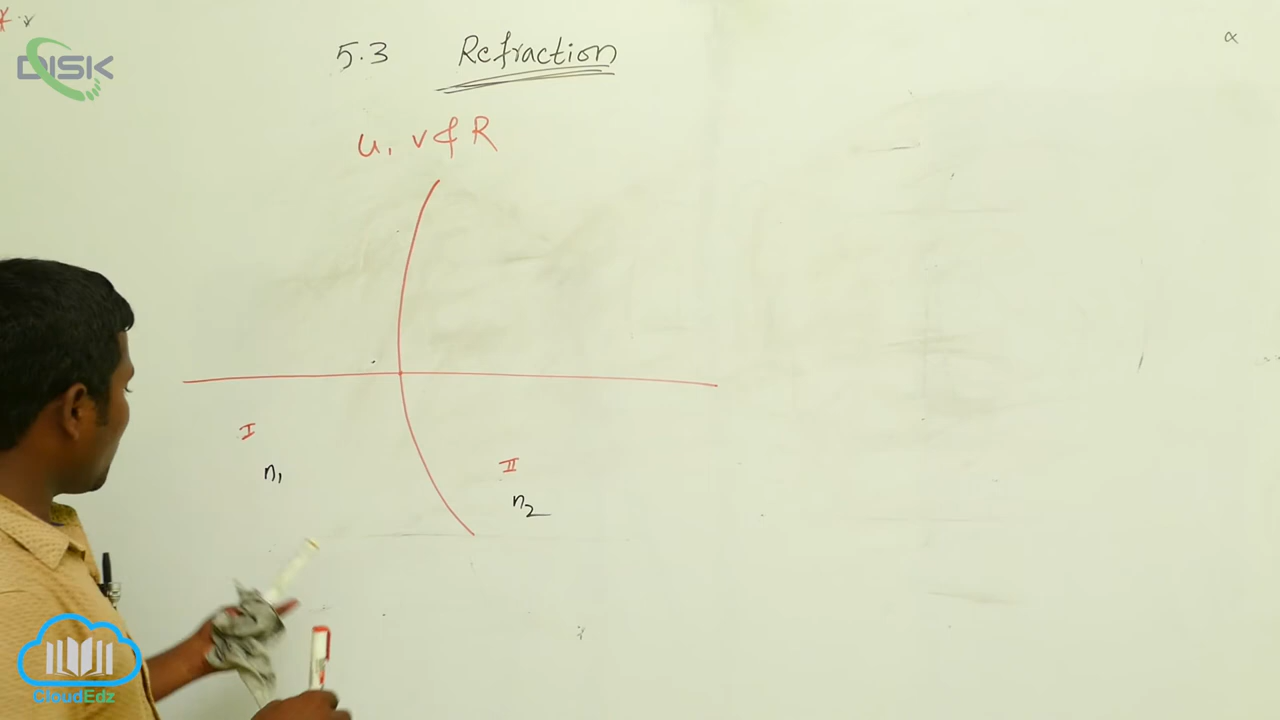 DISK
5.3 Refraction
u, v & R
I
n1
II
n2
α
CloudEdz